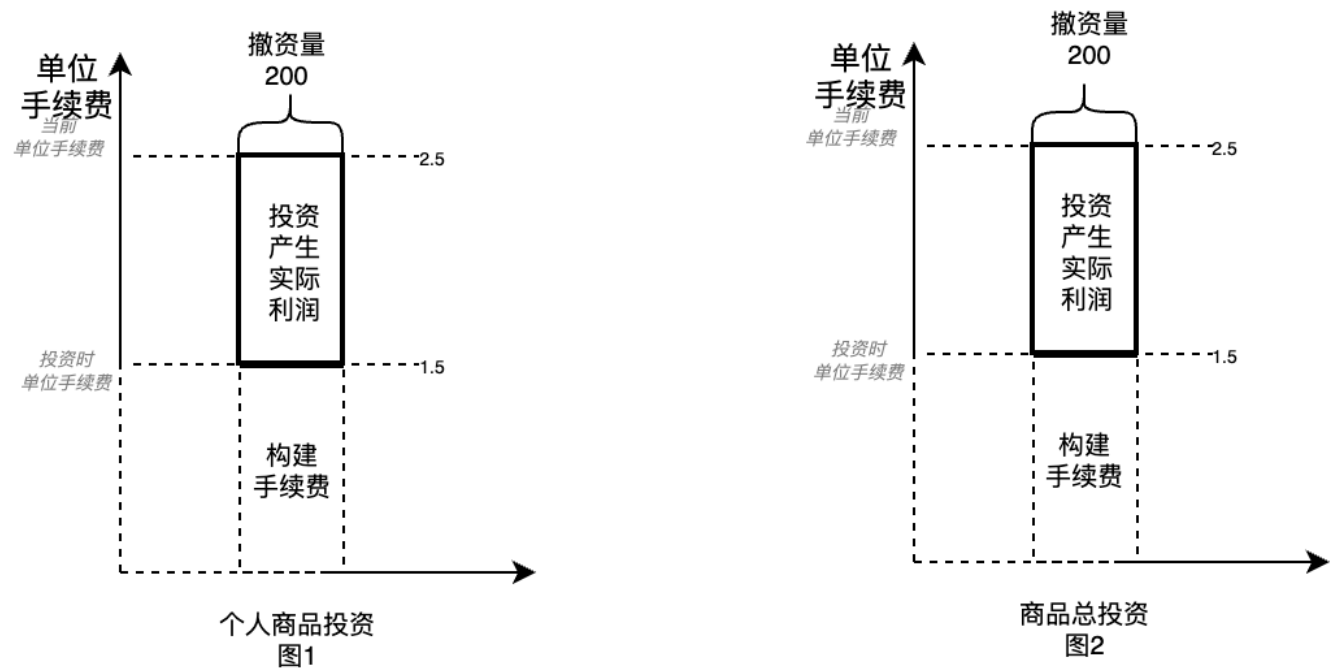 撤资量
200
单位
手续费
当前
单位手续费
2.5
投资
产生
实际
利润
投资时
单位手续费
1.5
构建
手续费
个人商品投资
图1
撤资量
200
单位
手续费
当前
单位手续费
2.5
投资
产生
实际
利润
投资时
单位手续费
1.5
构建
手续费
商品总投资
图2